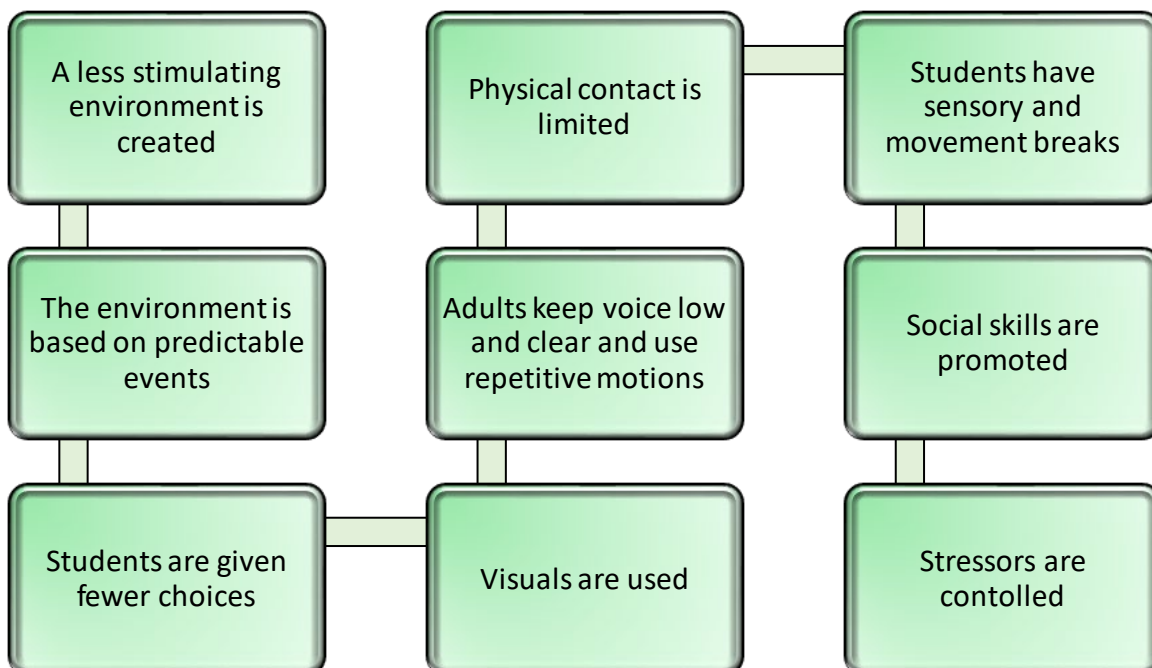 A less stimulating
environment is
created
The environment is
based on predictable
events
Students are given
fewer choices
Visuals are used
Adults keep voice low
and clear and use
repetitive motions
Physical contact is
limited
Students have
sensory and
movement breaks
Social skills are
promoted
Stressors are
contolled